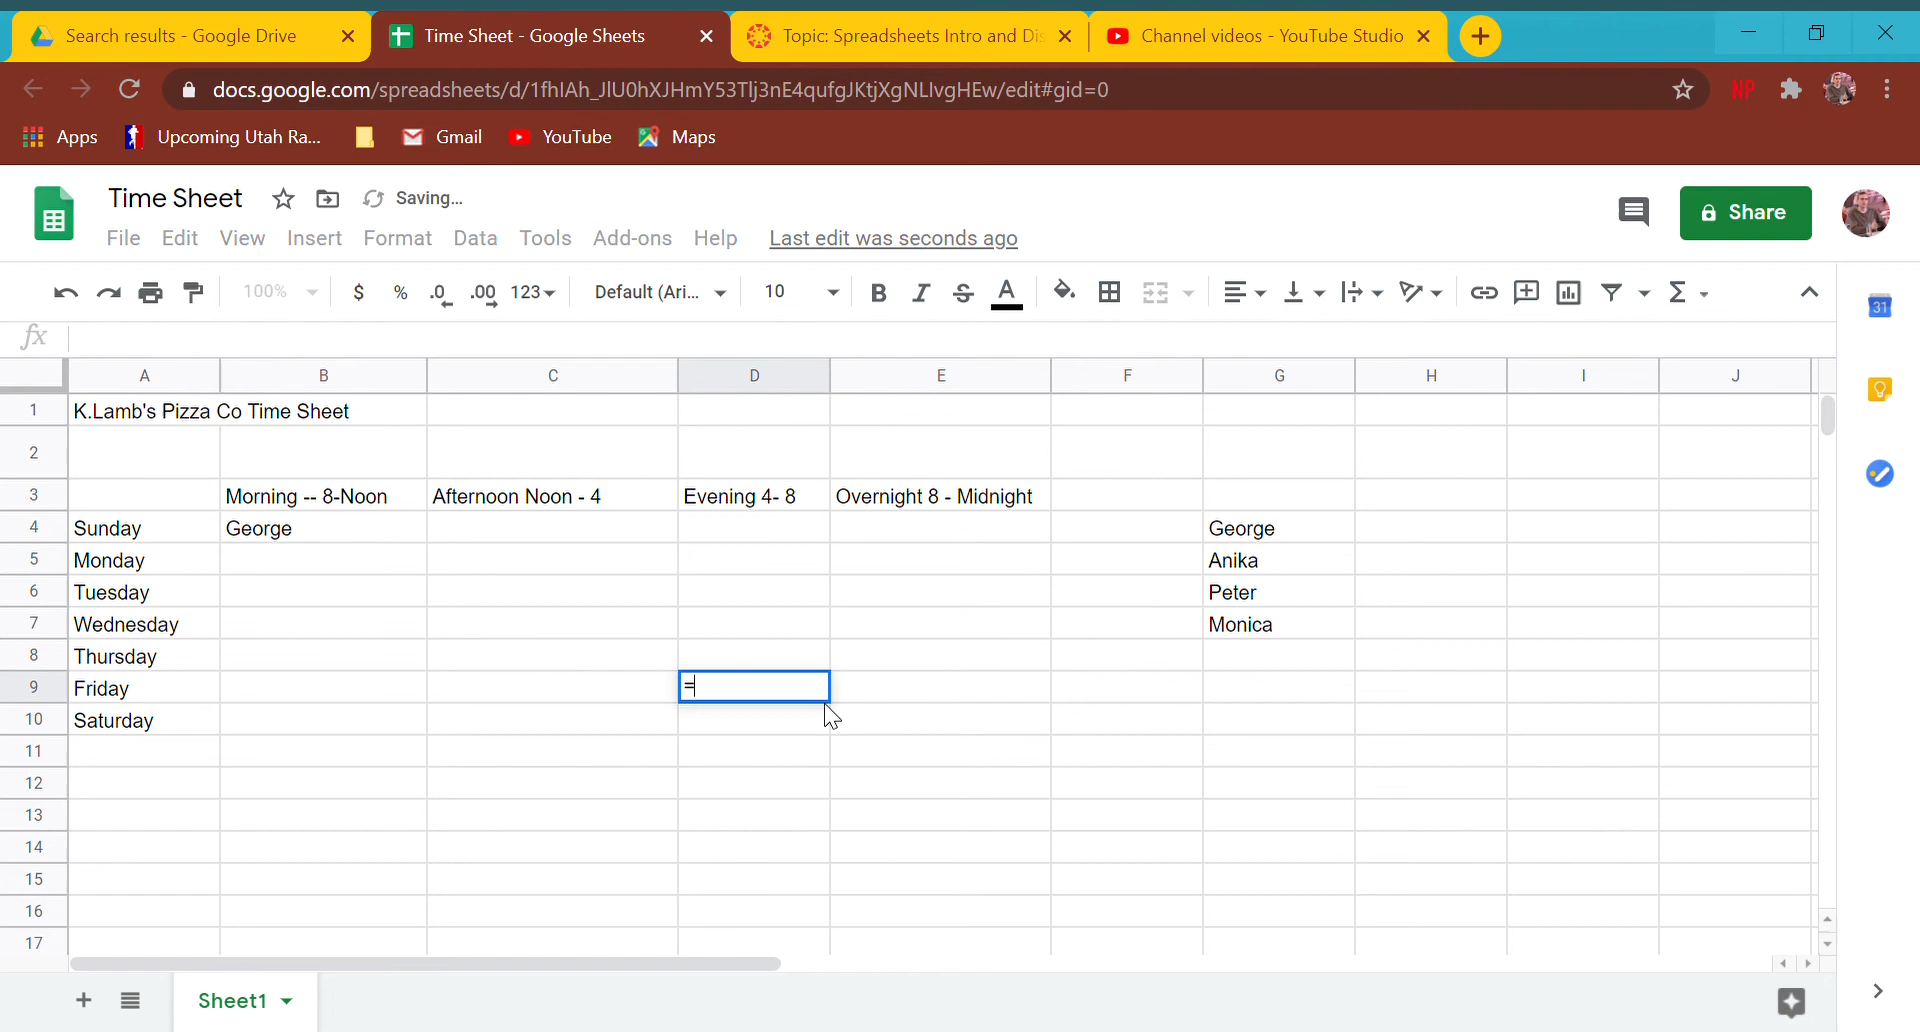 Search results - Google Drive
Time Sheet - Google Sheets
Topic: Spreadsheets Intro and Dis
Channel videos - YouTube Studio
docs.google.com/spreadsheets/d/1fhIAh_JlU0hXJHmY53Tlj3nE4qufgJKtjXgNLIvgHEw/edit#gid=0
NP
Apps
Upcoming Utah Ra...
Gmail
YouTube
Maps
Time Sheet
Saving...
Share
File Edit View Insert Format Data Tools Add-ons Help Last edit was seconds ago
100% $ % .0 .00 123 Default (Ari... 10 B I S A Σ
31
fx
A B C D E F G H I J
1 K.Lamb's Pizza Co Time Sheet
2
3 Morning -- 8-Noon Afternoon Noon - 4 Evening 4- 8 Overnight 8 - Midnight
4 Sunday George George
5 Monday Anika
6 Tuesday Peter
7 Wednesday Monica
8 Thursday
9 Friday =
10 Saturday
11
12
13
14
15
16
17
+ Sheet1